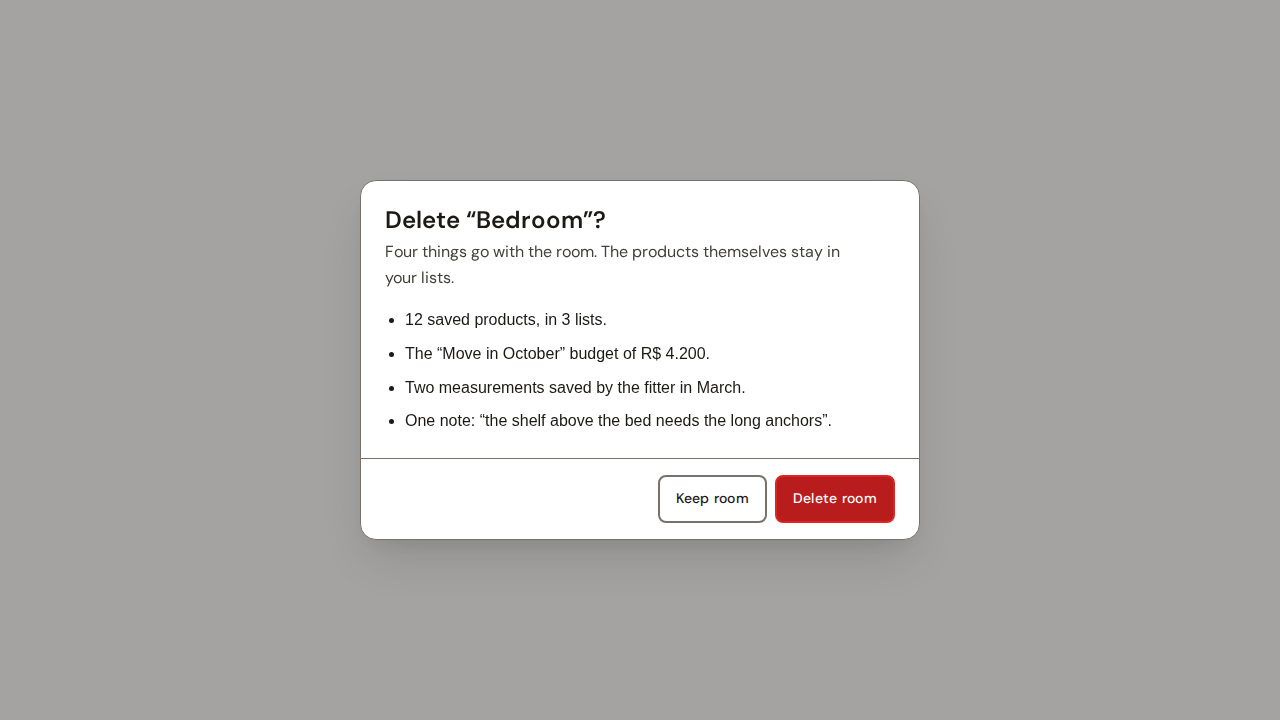 Delete “Bedroom”?
Four things go with the room. The products themselves stay in
your lists.
• 12 saved products, in 3 lists.
• The “Move in October” budget of R$ 4.200.
• Two measurements saved by the fitter in March.
• One note: “the shelf above the bed needs the long anchors”.
Keep room
Delete room